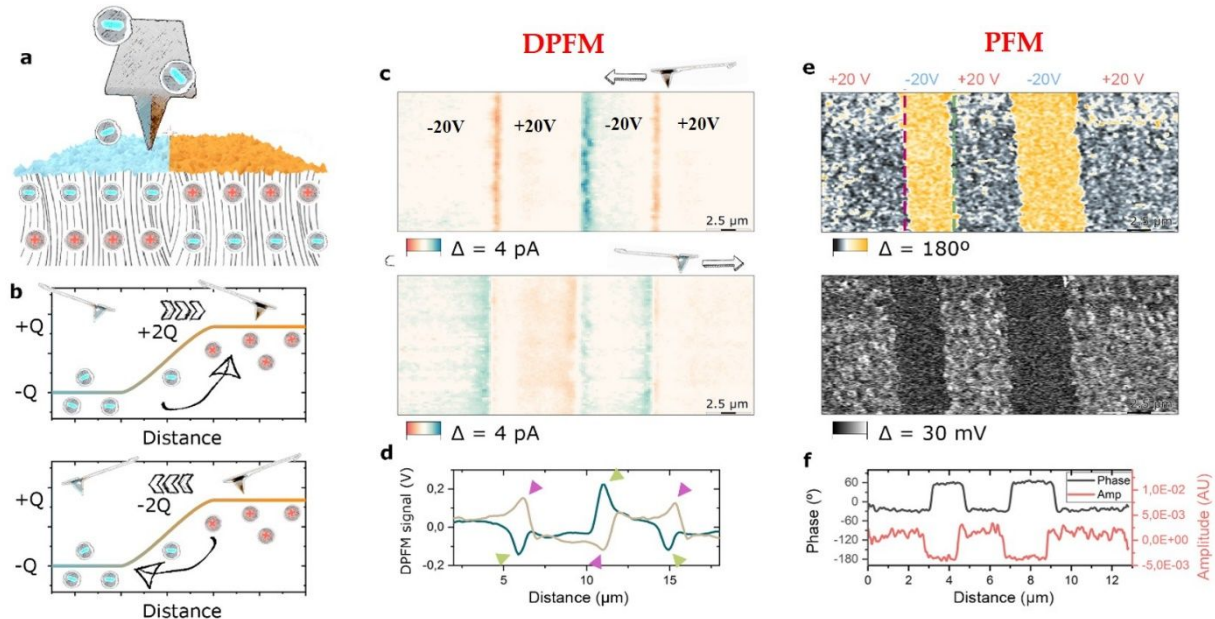 DPFM
PFM
a
c
e
+20 V -20V +20 V -20V +20 V
-20V +20V -20V +20V
2.5 µm
Δ = 4 pA
Δ = 180º
b
+Q
+2Q
-Q
Distance
2.5 µm
Δ = 4 pA
Δ = 30 mV
+Q
-2Q
-Q
Distance
d
DPFM signal (V)
0,2
0,0
-0,2
5 10 15
Distance (µm)
f
Phase
Amp
Phase (º)
120
60
0
-60
-120
-180
1,0E-02
5,0E-03
0,0E+00
-5,0E-03
Amplitude (AU)
0 2 4 6 8 10 12
Distance (µm)